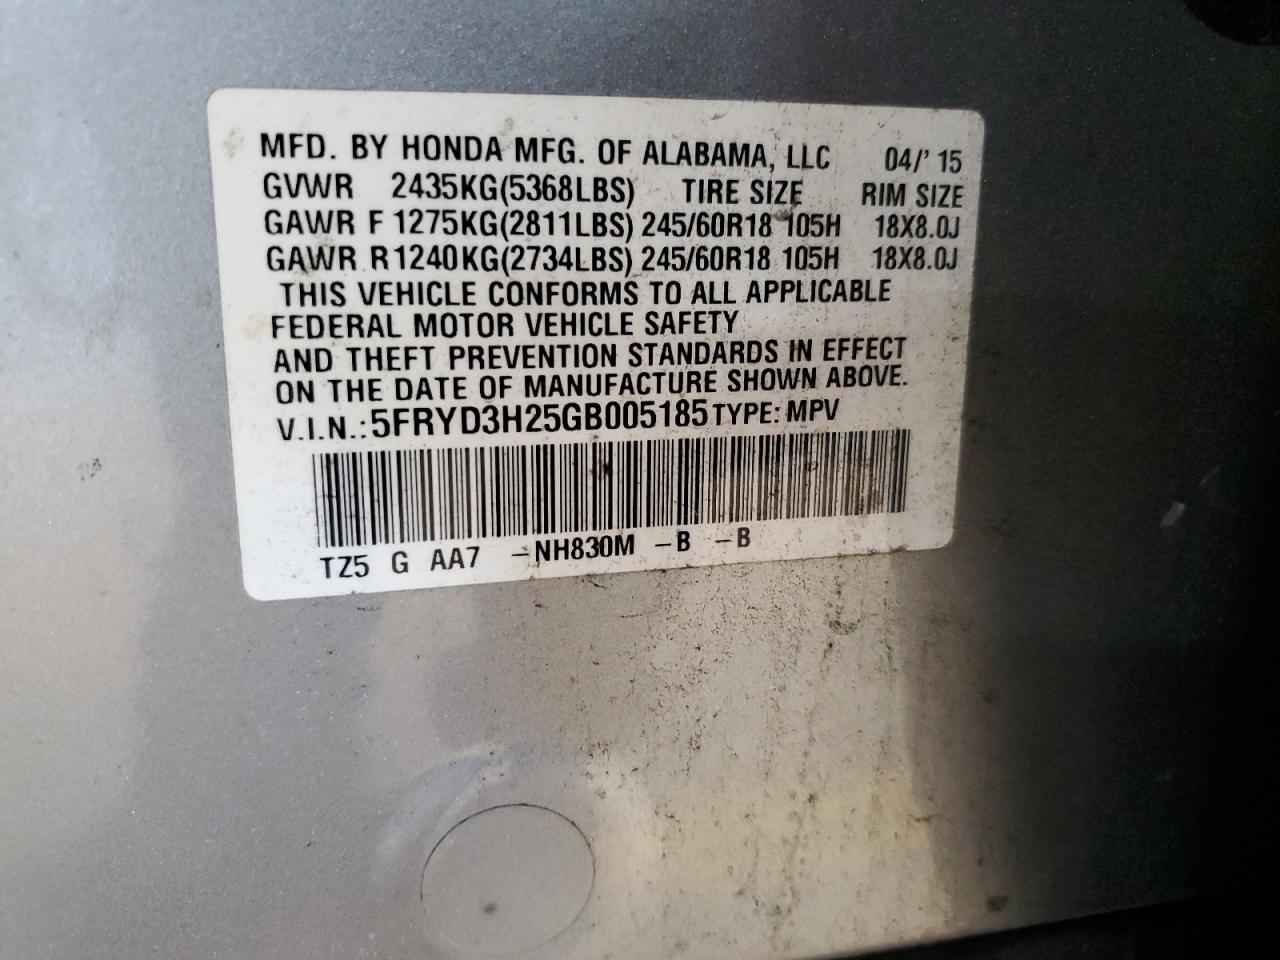 MFD. BY HONDA MFG. OF ALABAMA, LLC 04/'15
GVWR 2435KG(5368LBS) TIRE SIZE RIM SIZE
GAWR F 1275KG(2811LBS) 245/60R18 105H 18X8.0J
GAWR R 1240KG(2734LBS) 245/60R18 105H 18X8.0J
THIS VEHICLE CONFORMS TO ALL APPLICABLE
FEDERAL MOTOR VEHICLE SAFETY
AND THEFT PREVENTION STANDARDS IN EFFECT
ON THE DATE OF MANUFACTURE SHOWN ABOVE.
V.I.N.:5FRYD3H25GB005185 TYPE: MPV
TZ5 G AA7 -NH830M -B -B